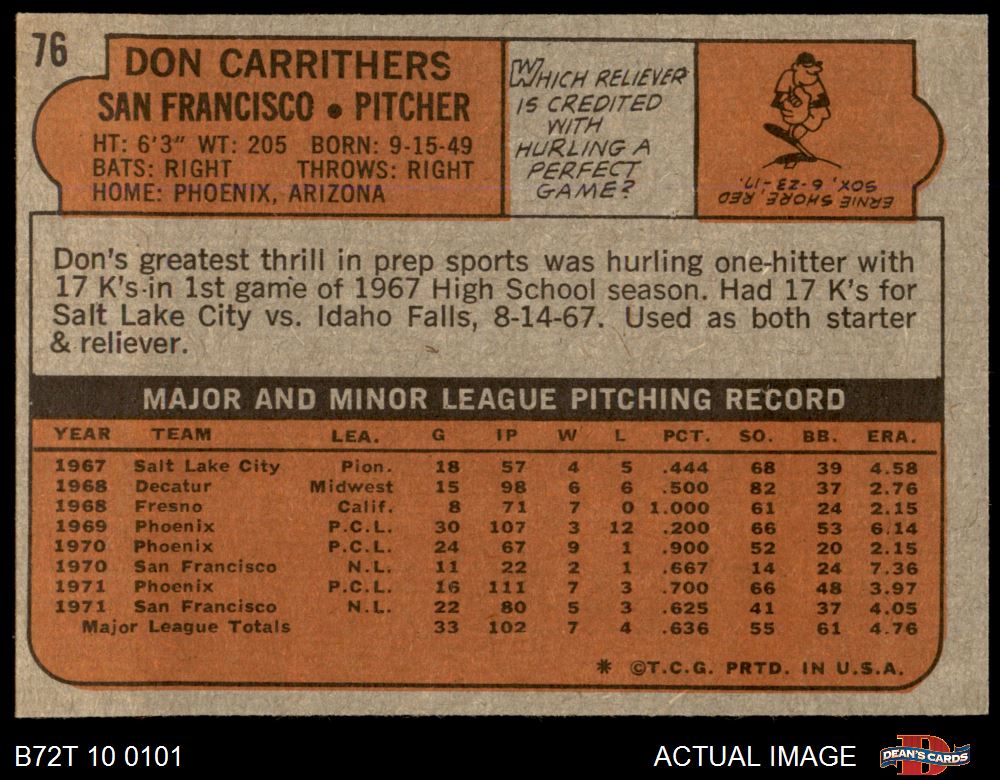 76
DON CARRITHERS
SAN FRANCISCO • PITCHER
HT: 6'3" WT: 205 BORN: 9-15-49
BATS: RIGHT THROWS: RIGHT
HOME: PHOENIX, ARIZONA
WHICH RELIEVER
IS CREDITED
WITH
HURLING A
PERFECT
GAME?
ERNIE SHORE, RED
SOX, 6-23-'17.
Don's greatest thrill in prep sports was hurling one-hitter with
17 K's in 1st game of 1967 High School season. Had 17 K's for
Salt Lake City vs. Idaho Falls, 8-14-67. Used as both starter
& reliever.
MAJOR AND MINOR LEAGUE PITCHING RECORD
YEAR TEAM LEA. G IP W L PCT. SO. BB. ERA.
1967 Salt Lake City Pion. 18 57 4 5 .444 68 39 4.58
1968 Decatur Midwest 15 98 6 6 .500 82 37 2.76
1968 Fresno Calif. 8 71 7 0 1.000 61 24 2.15
1969 Phoenix P.C.L. 30 107 3 12 .200 66 53 6.14
1970 Phoenix P.C.L. 24 67 9 1 .900 52 20 2.15
1970 San Francisco N.L. 11 22 2 1 .667 14 24 7.36
1971 Phoenix P.C.L. 16 111 7 3 .700 66 48 3.97
1971 San Francisco N.L. 22 80 5 3 .625 41 37 4.05
Major League Totals 33 102 7 4 .636 55 61 4.76
* ©T.C.G. PRTD. IN U.S.A.
B72T 10 0101
ACTUAL IMAGE
DEAN'S CARDS